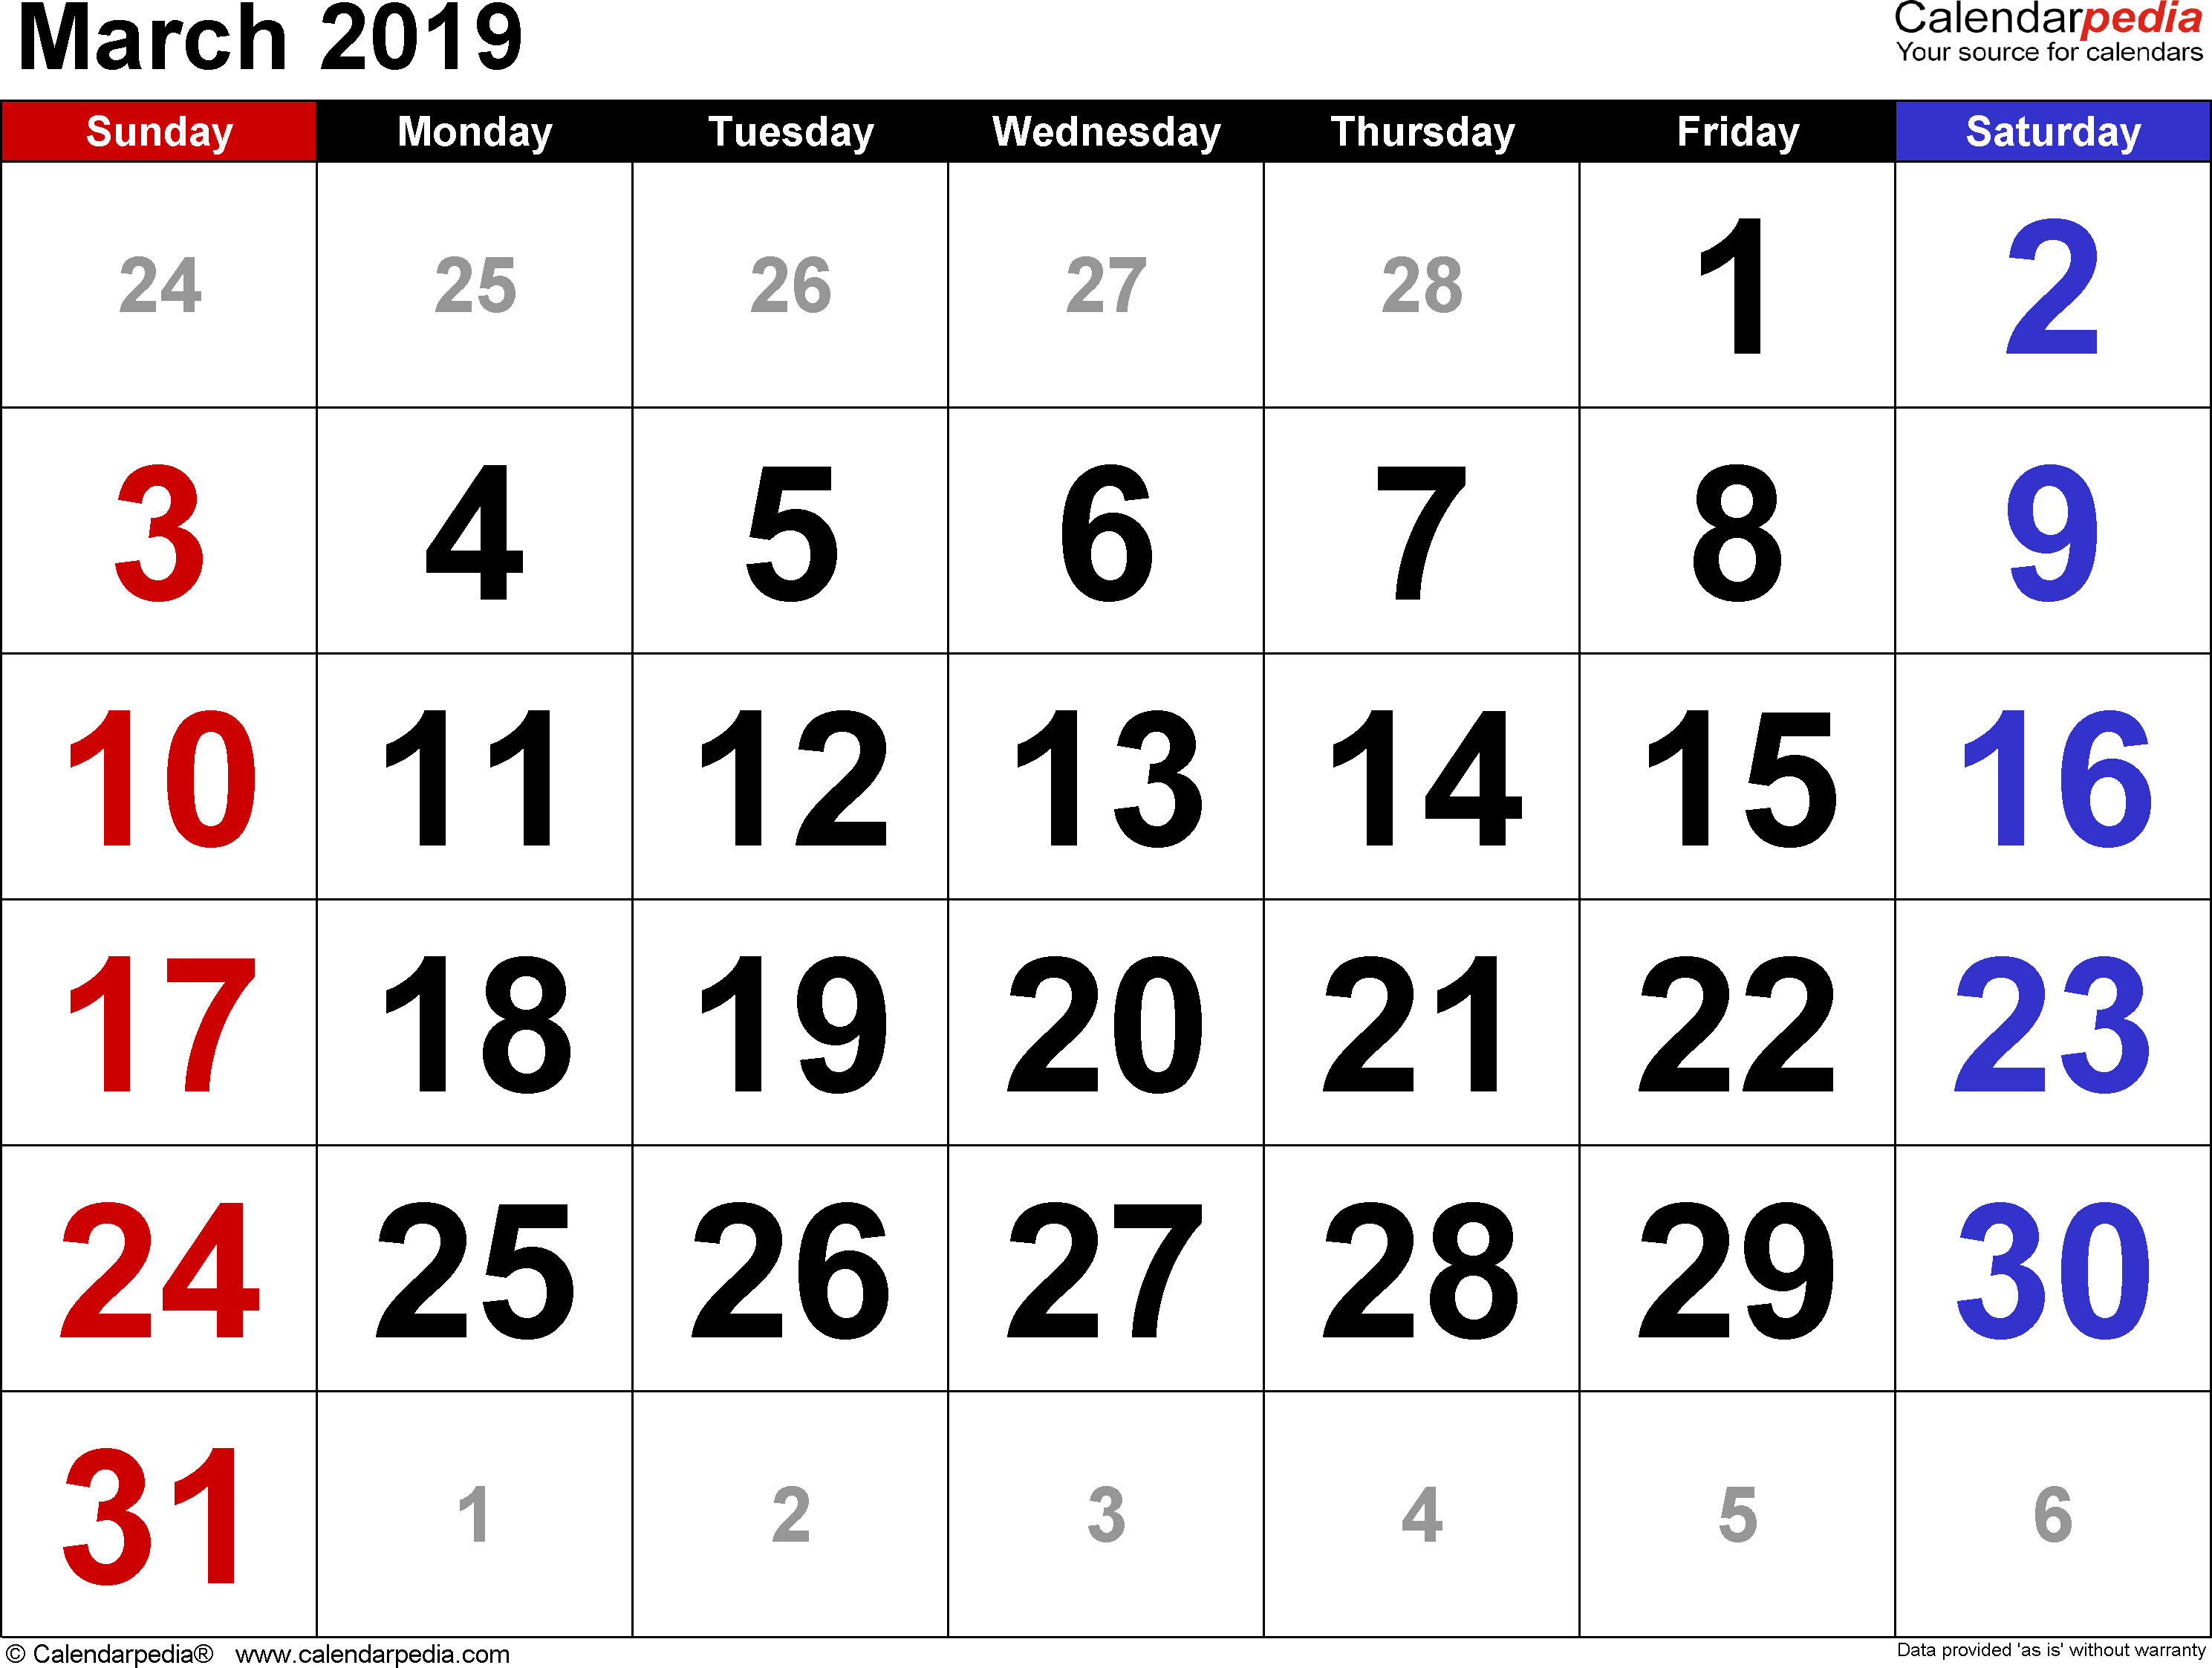 March 2019
Calendarpedia
Your source for calendars
Sunday Monday Tuesday Wednesday Thursday Friday Saturday
24 25 26 27 28 1 2
3 4 5 6 7 8 9
10 11 12 13 14 15 16
17 18 19 20 21 22 23
24 25 26 27 28 29 30
31 1 2 3 4 5 6
© Calendarpedia® www.calendarpedia.com Data provided 'as is' without warranty